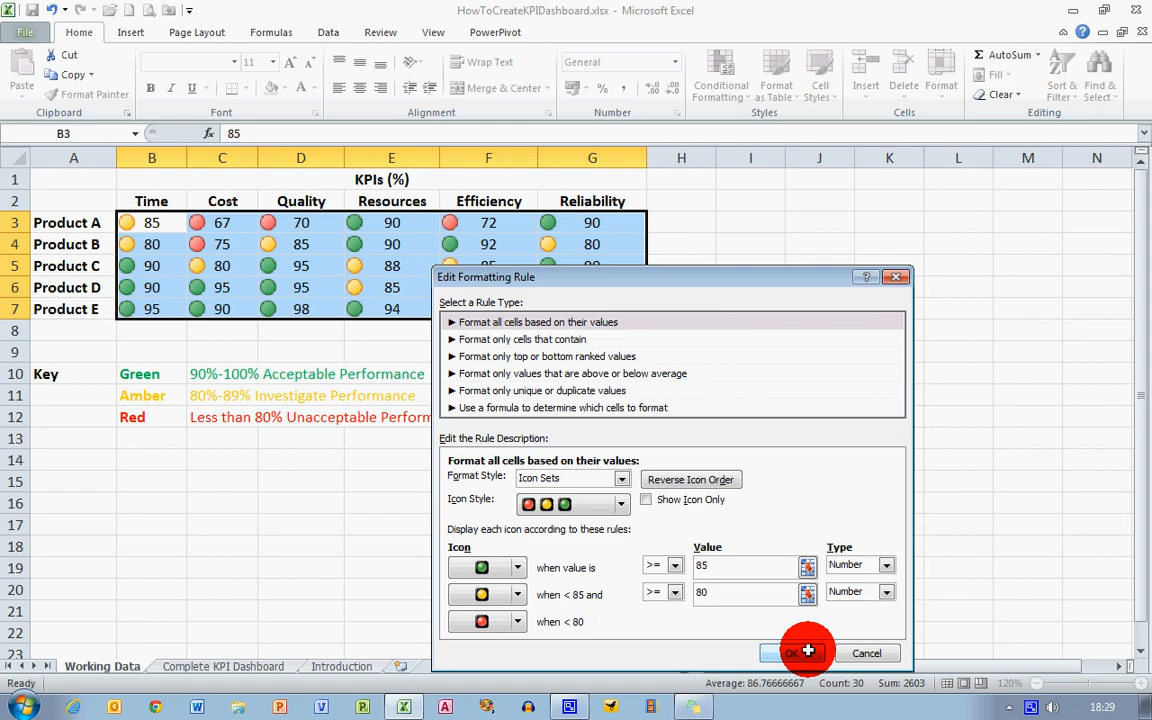 HowToCreateKPIDashboard.xlsx - Microsoft Excel
File Home Insert Page Layout Formulas Data Review View PowerPivot
Cut
Copy
Format Painter
Paste
Clipboard
11
Font
Wrap Text
Merge & Center
Alignment
General
Number
Conditional Formatting
Format as Table
Cell Styles
Styles
Insert Delete Format
Cells
AutoSum
Fill
Clear
Sort & Filter
Find & Select
Editing
B3 fx 85
A B C D E F G H I J K L M N
1 KPIs (%)
2 Time Cost Quality Resources Efficiency Reliability
3 Product A 85 67 70 90 72 90
4 Product B 80 75 85 90 92 80
5 Product C 90 80 95 88
6 Product D 90 95 95 85
7 Product E 95 90 98 94
8
9
10 Key Green 90%-100% Acceptable Performance
11 Amber 80%-89% Investigate Performance
12 Red Less than 80% Unacceptable Perform
13
14
15
16
17
18
19
20
21
22
23
Edit Formatting Rule
Select a Rule Type:
► Format all cells based on their values
► Format only cells that contain
► Format only top or bottom ranked values
► Format only values that are above or below average
► Format only unique or duplicate values
► Use a formula to determine which cells to format
Edit the Rule Description:
Format all cells based on their values:
Format Style: Icon Sets Reverse Icon Order
Icon Style: Show Icon Only
Display each icon according to these rules:
Icon Value Type
when value is >= 85 Number
when < 85 and >= 80 Number
when < 80
OK Cancel
Working Data Complete KPI Dashboard Introduction
Ready Average: 86.76666667 Count: 30 Sum: 2603 120%
18:29